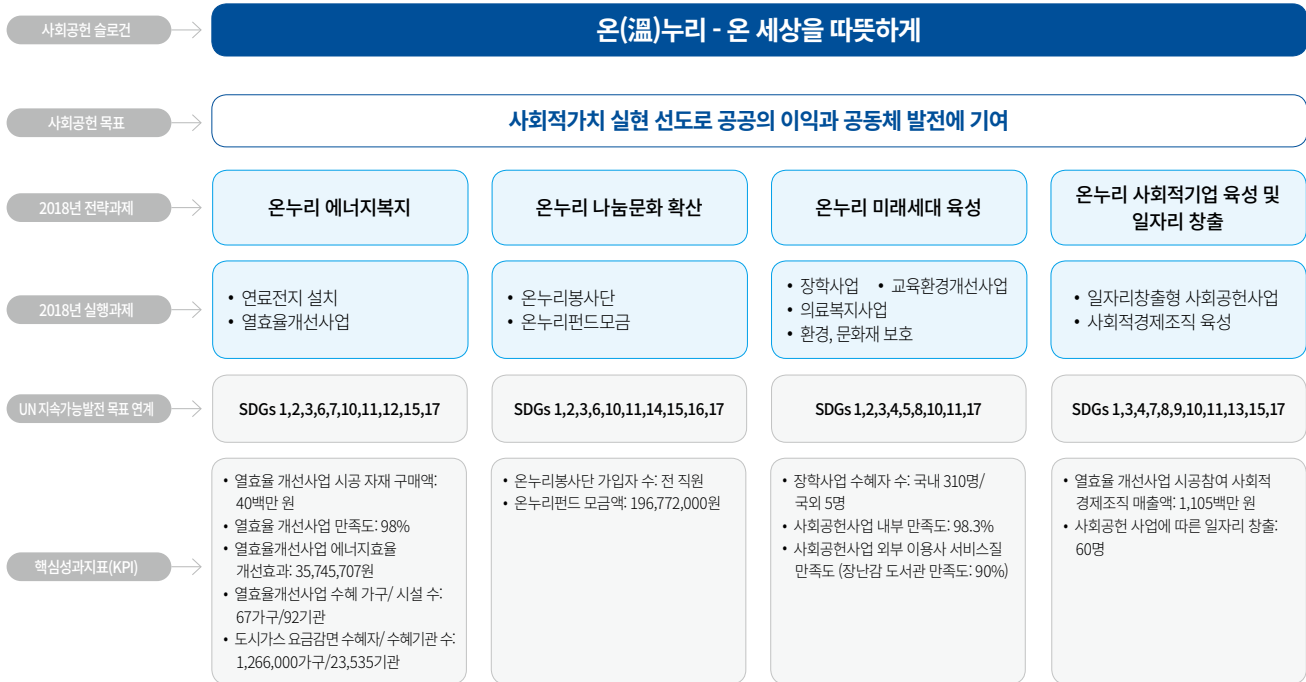 사회공헌 슬로건
온(溫)누리 - 온 세상을 따뜻하게
사회공헌 목표
사회적가치 실현 선도로 공공의 이익과 공동체 발전에 기여
2018년 전략과제
온누리 에너지복지
온누리 나눔문화 확산
온누리 미래세대 육성
온누리 사회적기업 육성 및
일자리 창출
2018년 실행과제
• 연료전지 설치
• 열효율개선사업
• 온누리봉사단
• 온누리펀드모금
• 장학사업 • 교육환경개선사업
• 의료복지사업
• 환경, 문화재 보호
• 일자리창출형 사회공헌사업
• 사회적경제조직 육성
UN 지속가능발전 목표 연계
SDGs 1,2,3,6,7,10,11,12,15,17
SDGs 1,2,3,6,10,11,14,15,16,17
SDGs 1,2,3,4,5,8,10,11,17
SDGs 1,3,4,7,8,9,10,11,13,15,17
핵심성과지표(KPI)
• 열효율 개선사업 시공 자재 구매액:
40백만 원
• 열효율 개선사업 만족도: 98%
• 열효율개선사업 에너지효율
개선효과: 35,745,707원
• 열효율개선사업 수혜 가구/ 시설 수:
67가구/92기관
• 도시가스 요금감면 수혜자/ 수혜기관 수:
1,266,000가구/23,535기관
• 온누리봉사단 가입자 수: 전 직원
• 온누리펀드 모금액: 196,772,000원
• 장학사업 수혜자 수: 국내 310명/
국외 5명
• 사회공헌사업 내부 만족도: 98.3%
• 사회공헌사업 외부 이용사 서비스질
만족도 (장난감 도서관 만족도: 90%)
• 열효율 개선사업 시공참여 사회적
경제조직 매출액: 1,105백만 원
• 사회공헌 사업에 따른 일자리 창출:
60명